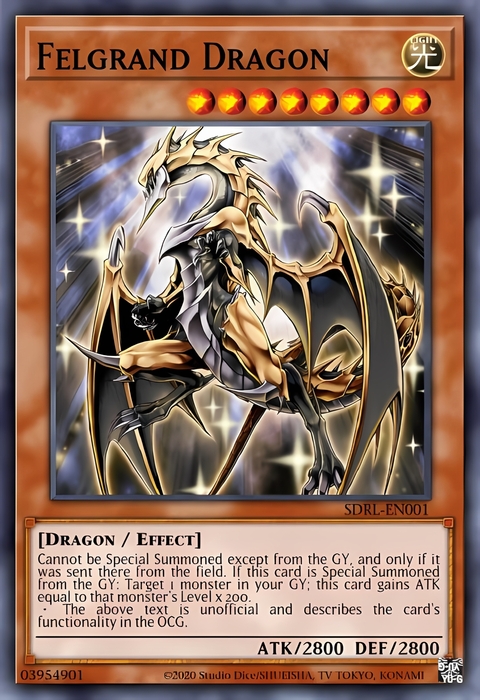 FELGRAND DRAGON
LIGHT
光
SDRL-EN001
[DRAGON / EFFECT]
Cannot be Special Summoned except from the GY, and only if it
was sent there from the field. If this card is Special Summoned
from the GY: Target 1 monster in your GY; this card gains ATK
equal to that monster's Level x 200.
· The above text is unofficial and describes the card's
functionality in the OCG.
ATK/2800 DEF/2800
03954901
©2020 Studio Dice/SHUEISHA, TV TOKYO, KONAMI